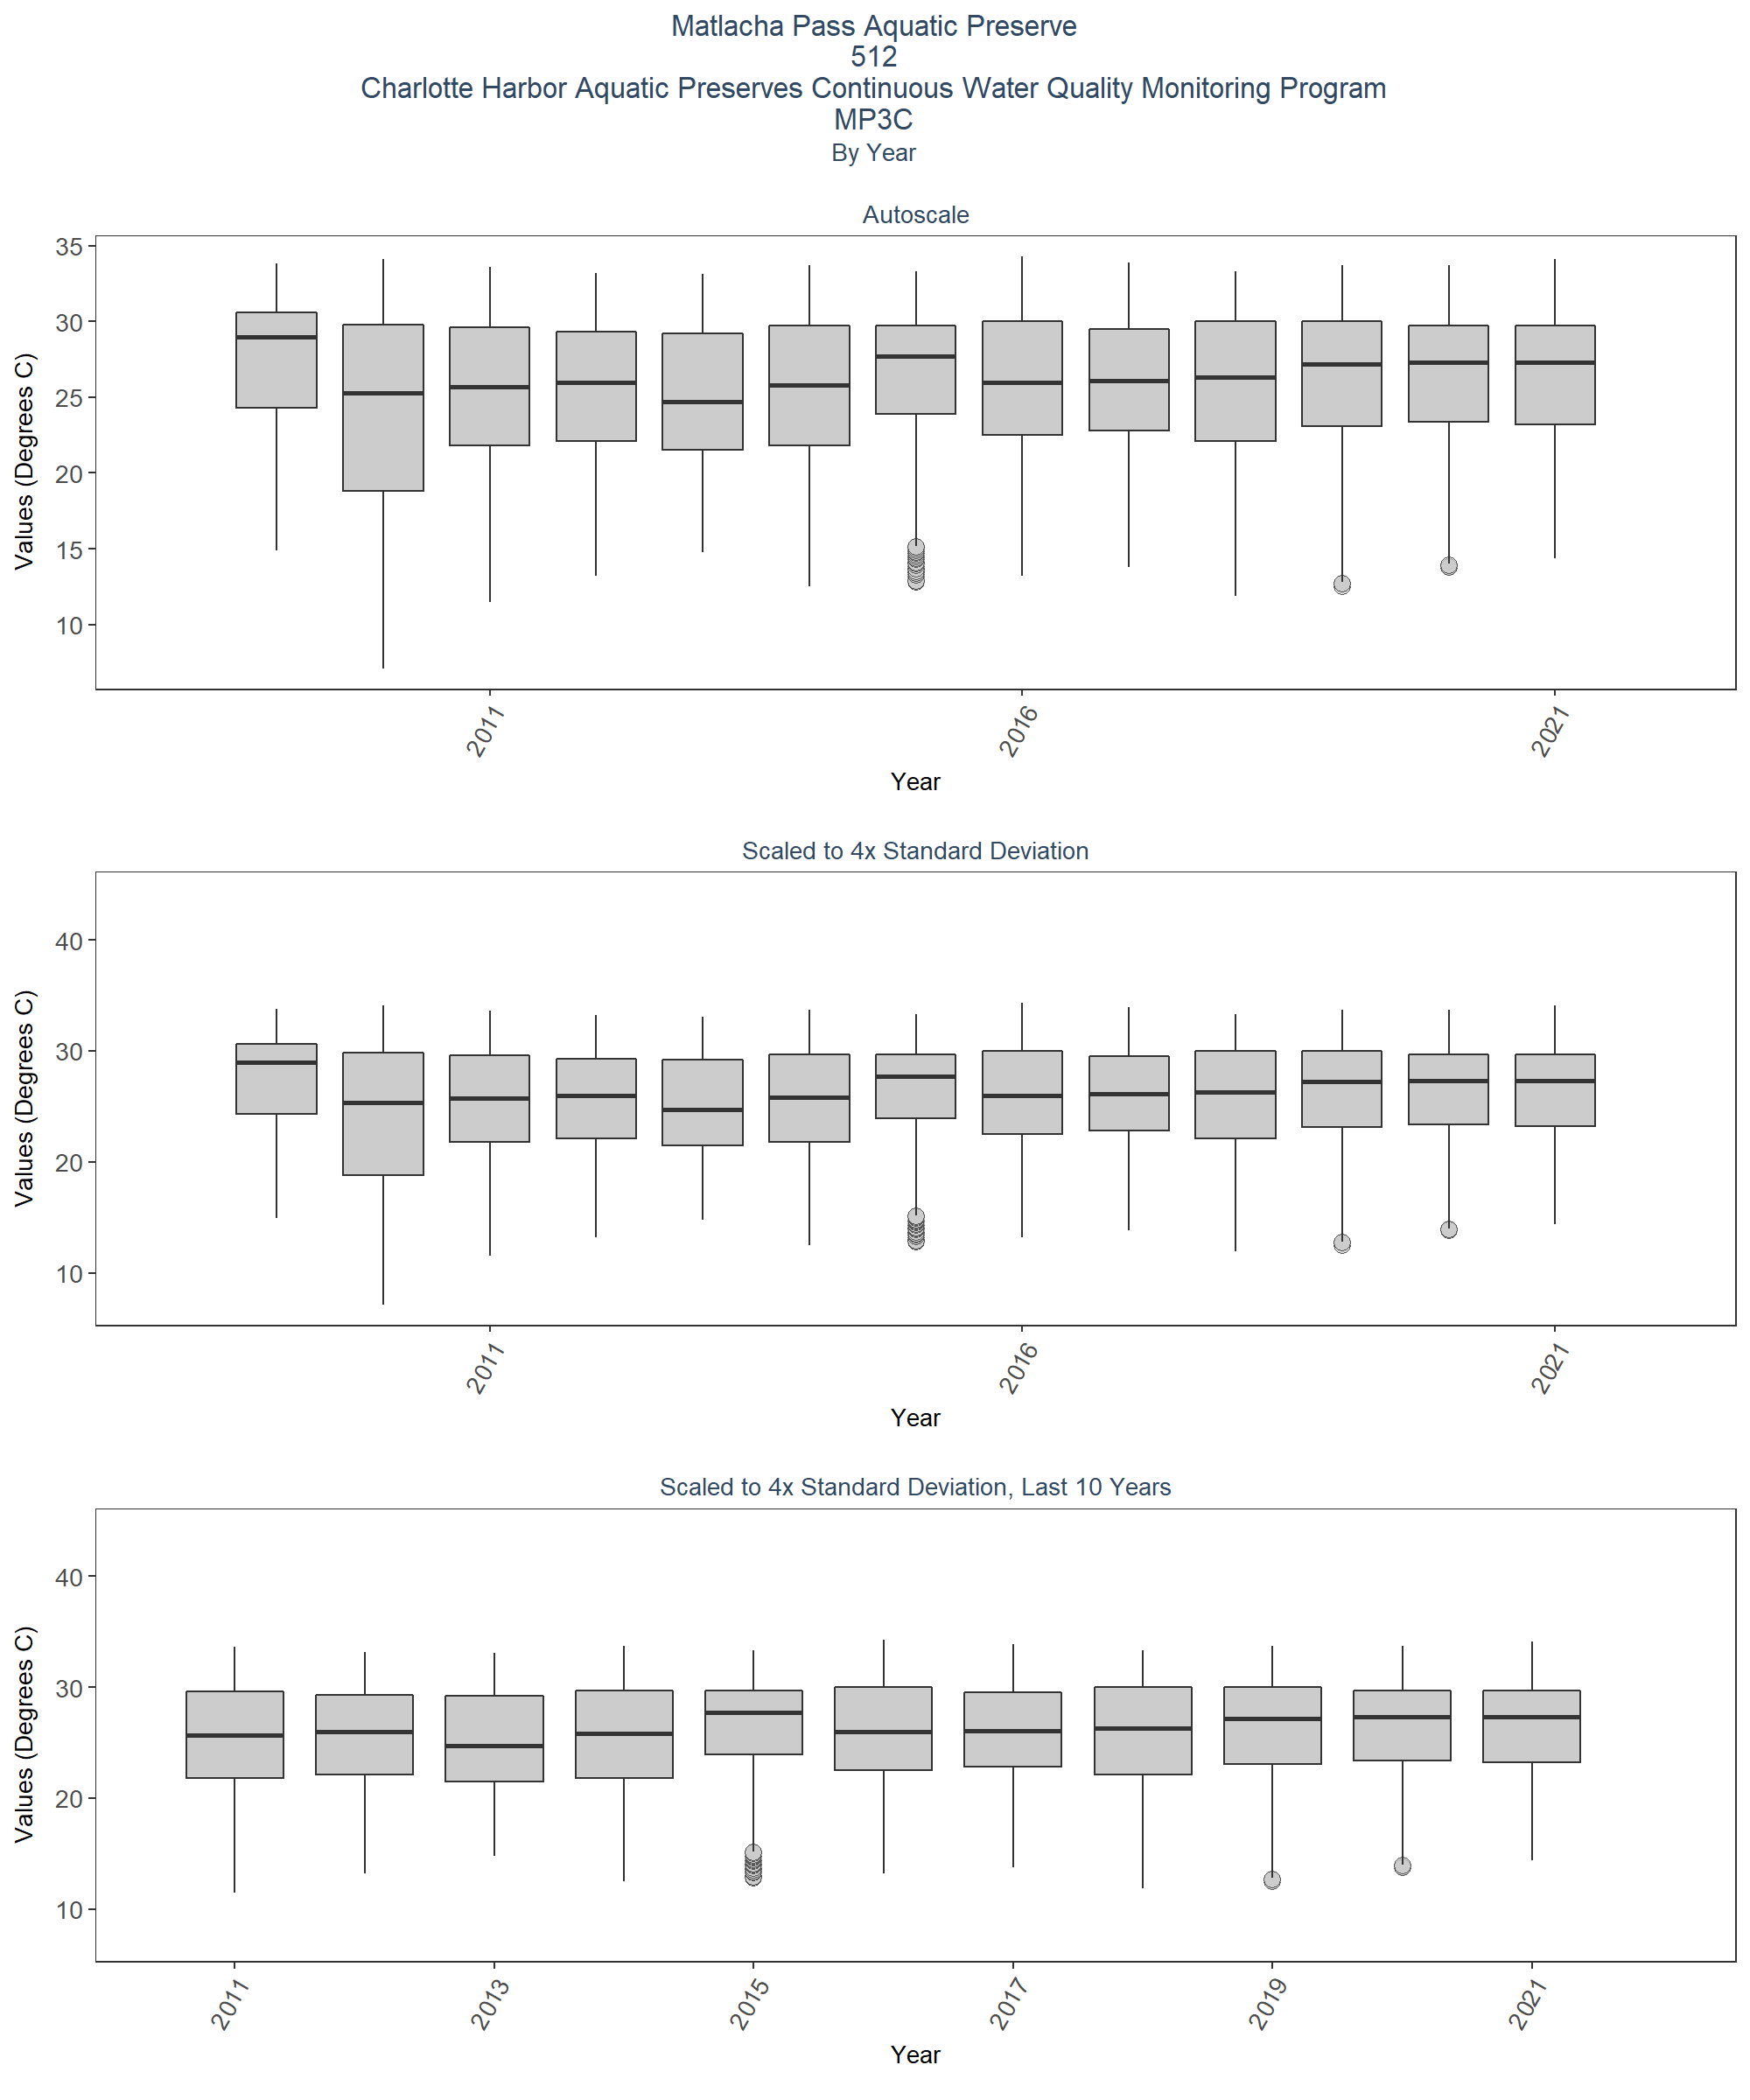 Matlacha Pass Aquatic Preserve
512
Charlotte Harbor Aquatic Preserves Continuous Water Quality Monitoring Program
MP3C
By Year
Autoscale
Values (Degrees C)
35
30
25
20
15
10
2011
2016
2021
Year
Scaled to 4x Standard Deviation
Values (Degrees C)
40
30
20
10
2011
2016
2021
Year
Scaled to 4x Standard Deviation, Last 10 Years
Values (Degrees C)
40
30
20
10
2011
2013
2015
2017
2019
2021
Year